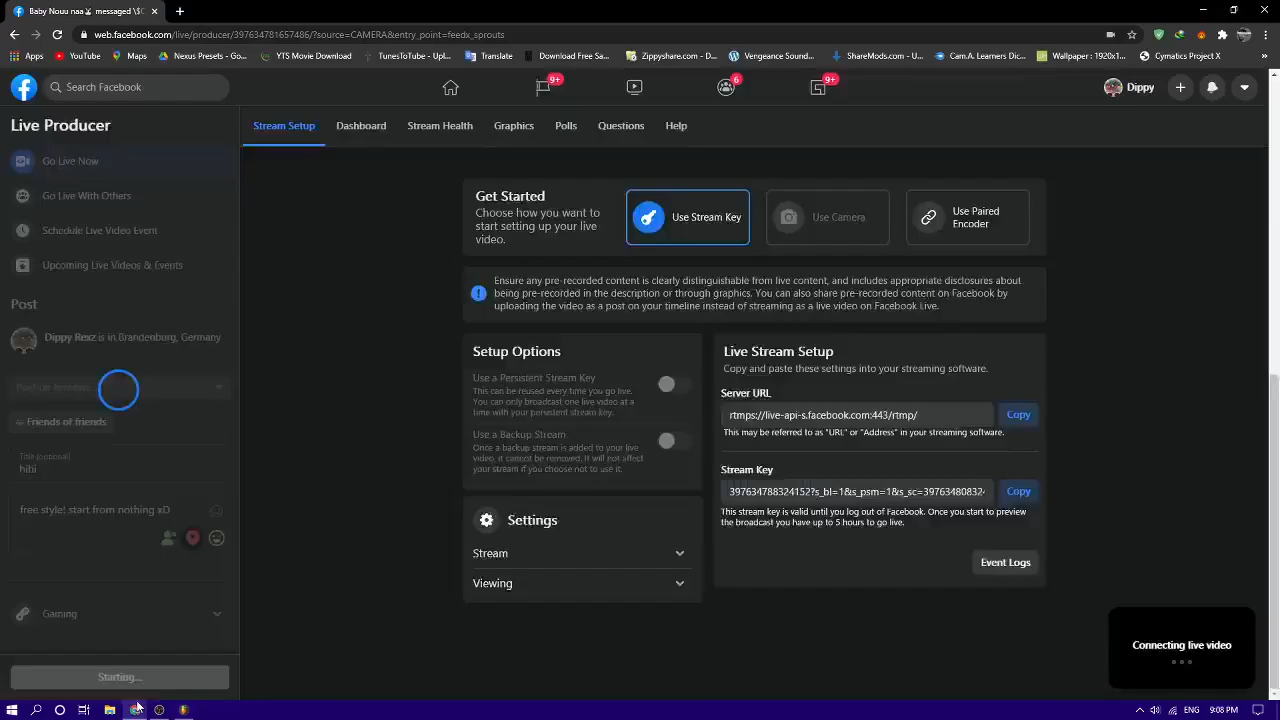 Baby Nouu naa
messaged \$(
web.facebook.com/live/producer/397634781657486/?source=CAMERA&entry_point=feedx_sprouts
Apps YouTube Maps Nexus Presets - Go... YTS Movie Download TunesToTube - Upl... Translate Download Free Sa... Zippyshare.com - ... Vengeance Sound... ShareMods.com - U... Cam.A. Learners Dic... Wallpaper : 1920x1... Cymatics Project X »
Search Facebook 9+ 6 9+ Dippy
Live Producer
Go Live Now
Go Live With Others
Schedule Live Video Event
Upcoming Live Videos & Events
Post
Dippy Rexz is in Brandenburg, Germany
Friends of friends
Title (optional)
hihi
free style! start from nothing xD
Gaming
Starting...
Stream Setup Dashboard Stream Health Graphics Polls Questions Help
Get Started
Choose how you want
to start setting up your live
video.
Use Stream Key
Use Camera
Use Paired
Encoder
Ensure any pre-recorded content is clearly distinguishable from live content, and includes appropriate disclosures about
being pre-recorded in the description or through graphics. You can also share pre-recorded content on Facebook by
uploading the video as a post on your timeline instead of streaming as a live video on Facebook Live.
Setup Options
Use a Persistent Stream Key
This can be reused every time you go live.
You can only broadcast one live video at a
time with your persistent stream key.
Use a Backup Stream
Once a backup stream is added to your live
video, it cannot be removed. It will not affect
your stream if you choose not to use it.
Settings
Stream
Viewing
Live Stream Setup
Copy and paste these settings into your streaming software.
Server URL
rtmps://live-api-s.facebook.com:443/rtmp/ Copy
This may be referred to as "URL" or "Address" in your streaming software.
Stream Key
397634788324152?s_bl=1&s_psm=1&s_sc=39763480832 Copy
This stream key is valid until you log out of Facebook. Once you start to preview
the broadcast you have up to 5 hours to go live.
Event Logs
Connecting live video
ENG 9:08 PM